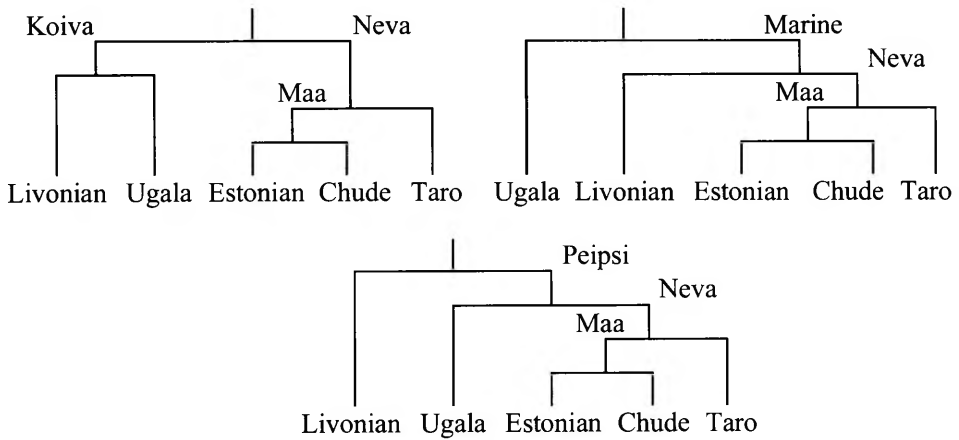 Koiva Neva
Maa
Livonian Ugala Estonian Chude Taro
Marine
Neva
Maa
Ugala Livonian Estonian Chude Taro
Peipsi
Neva
Maa
Livonian Ugala Estonian Chude Taro